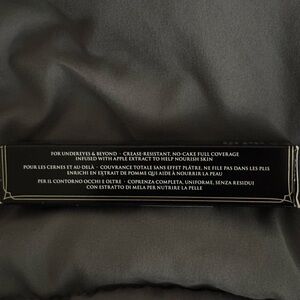 FOR UNDEREYES & BEYOND · CREASE-RESISTANT, NO-CAKE FULL COVERAGE
INFUSED WITH APPLE EXTRACT TO HELP NOURISH SKIN
POUR LES CERNES ET AU DELÀ · COUVRANCE TOTALE SANS EFFET PLÂTRE, NE FILE PAS DANS LES PLIS
ENRICHI EN EXTRAIT DE POMME QUI AIDE À NOURRIR LA PEAU
PER IL CONTORNO OCCHI E OLTRE · COPRENZA COMPLETA, UNIFORME, SENZA RESIDUI
CON ESTRATTO DI MELA PER NUTRIRE LA PELLE